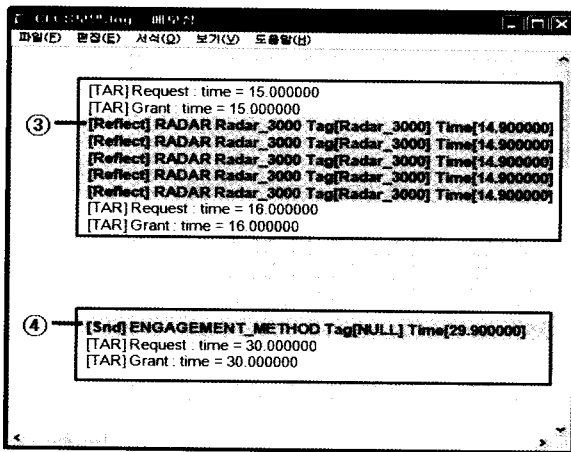 파일(F) 편집(E) 서식(O) 보기(V) 도움말(H)
[TAR] Request : time = 15.000000
[TAR] Grant : time = 15.000000
③ [Reflect] RADAR Radar_3000 Tag[Radar_3000] Time[14.900000]
[Reflect] RADAR Radar_3000 Tag[Radar_3000] Time[14.900000]
[Reflect] RADAR Radar_3000 Tag[Radar_3000] Time[14.900000]
[Reflect] RADAR Radar_3000 Tag[Radar_3000] Time[14.900000]
[Reflect] RADAR Radar_3000 Tag[Radar_3000] Time[14.900000]
[TAR] Request : time = 16.000000
[TAR] Grant : time = 16.000000
④ [Snd] ENGAGEMENT_METHOD Tag[NULL] Time[29.900000]
[TAR] Request : time = 30.000000
[TAR] Grant : time = 30.000000